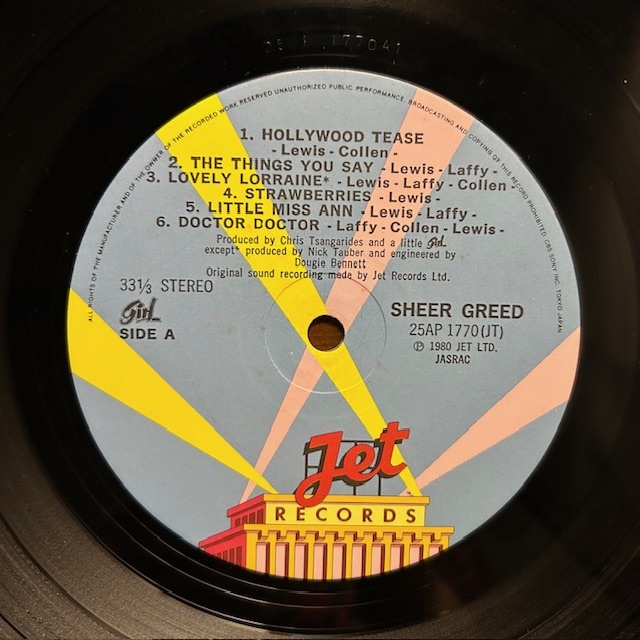 25 1 1770A1
ALL RIGHTS OF THE MANUFACTURER AND OF THE OWNER OF THE RECORDED WORK RESERVED UNAUTHORIZED PUBLIC PERFORMANCE, BROADCASTING AND COPYING OF THIS RECORD PROHIBITED. CBS SONY INC. TOKYO JAPAN
1. HOLLYWOOD TEASE
- Lewis - Collen -
2. THE THINGS YOU SAY - Lewis - Laffy -
3. LOVELY LORRAINE* - Lewis - Laffy - Collen
4. STRAWBERRIES - Lewis -
5. LITTLE MISS ANN - Lewis - Laffy -
6. DOCTOR DOCTOR - Laffy - Collen - Lewis -
Produced by Chris Tsangarides and a little Girl
except* produced by Nick Tauber and engineered by
Dougie Bennett
Original sound recording made by Jet Records Ltd.
33⅓ STEREO
Girl
SIDE A
SHEER GREED
25AP 1770(JT)
℗ 1980 JET LTD.
JASRAC
Jet
RECORDS